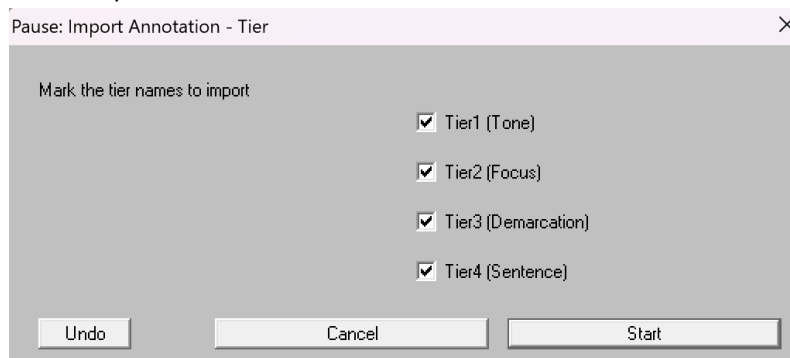 Pause: Import Annotation - Tier
Mark the tier names to import
Tier1 (Tone)
Tier2 (Focus)
Tier3 (Demarcation)
Tier4 (Sentence)
Undo Cancel Start